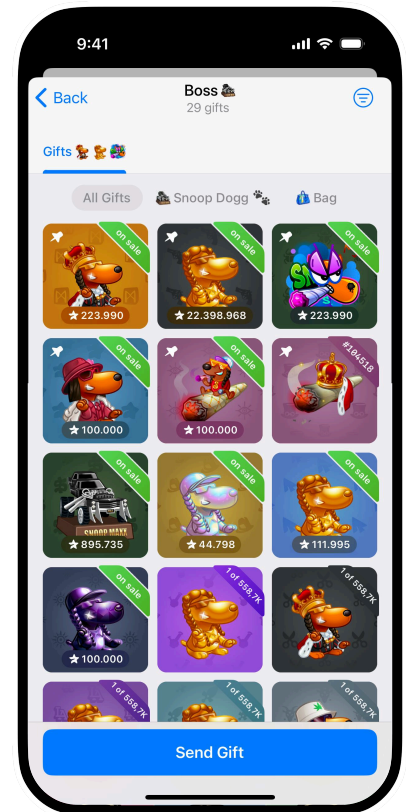 9:41
Back
Boss
29 gifts
Gifts
All Gifts
Snoop Dogg
Bag
on sale
on sale
on sale
223.990
22.398.968
223.990
on sale
on sale
#104518
100.000
100.000
on sale
on sale
on sale
SNOOP MAXX
895.735
44.798
111.995
on sale
1 of 558,7K
1 of 558,7K
100.000
1 of 558,7K
1 of 558,7K
1 of 558,7K
Send Gift